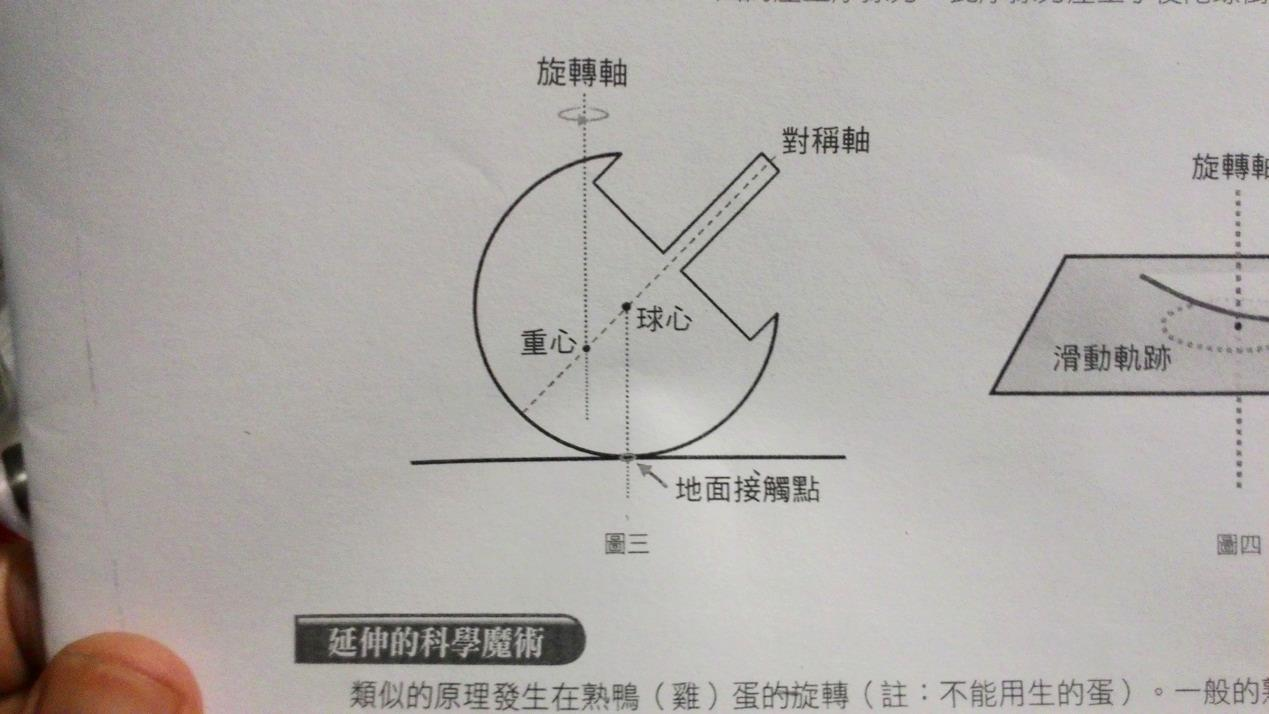 旋轉軸
對稱軸
球心
重心
地面接觸點
圖三
旋轉軸
滑動軌跡
圖四
延伸的科學魔術
類似的原理發生在熟鴨（雞）蛋的旋轉（註：不能用生的蛋）。一般的